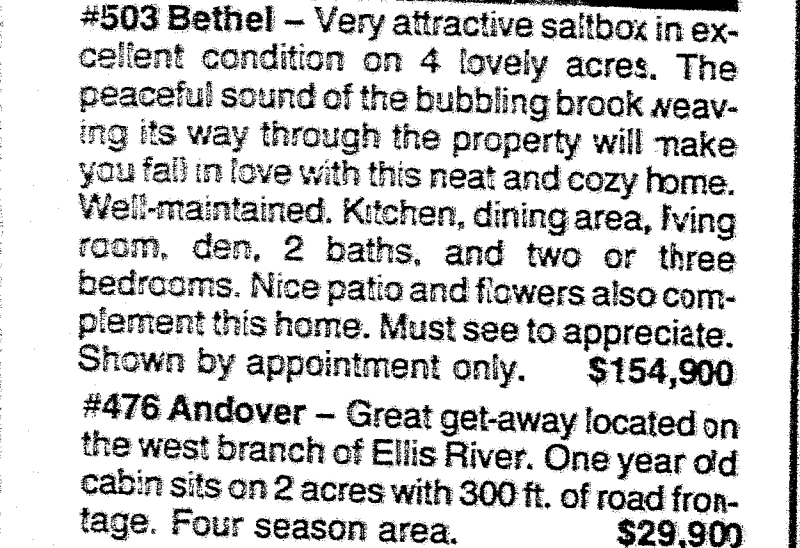 #503 Bethel – Very attractive saltbox in ex-
cellent condition on 4 lovely acres. The
peaceful sound of the bubbling brook weav-
ing its way through the property will make
you fall in love with this neat and cozy home.
Well-maintained. Kitchen, dining area, living
room, den, 2 baths, and two or three
bedrooms. Nice patio and flowers also com-
plement this home. Must see to appreciate.
Shown by appointment only. $154,900
#476 Andover – Great get-away located on
the west branch of Ellis River. One year old
cabin sits on 2 acres with 300 ft. of road fron-
tage. Four season area. $29,900